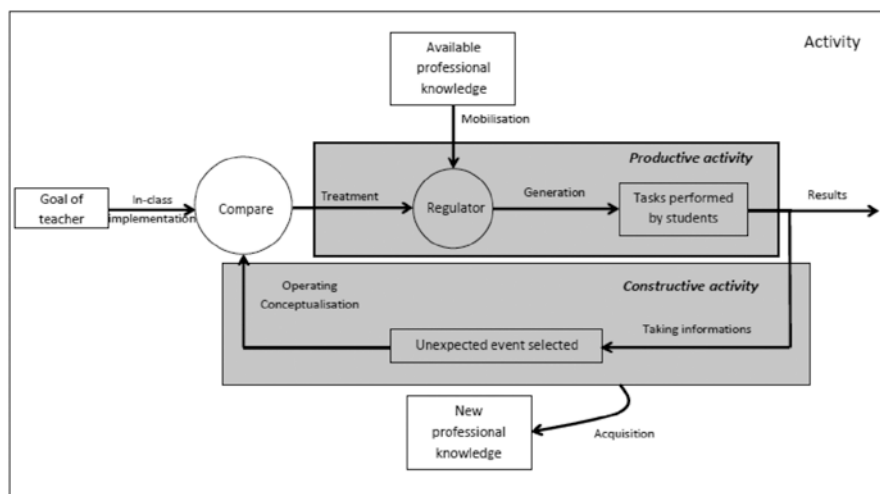 Activity
Available
professional
knowledge
Mobilisation
Productive activity
Goal of
teacher
In-class
implementation
Compare
Treatment
Regulator
Generation
Tasks performed
by students
Results
Constructive activity
Operating
Conceptualisation
Unexpected event selected
Taking informations
New
professional
knowledge
Acquisition